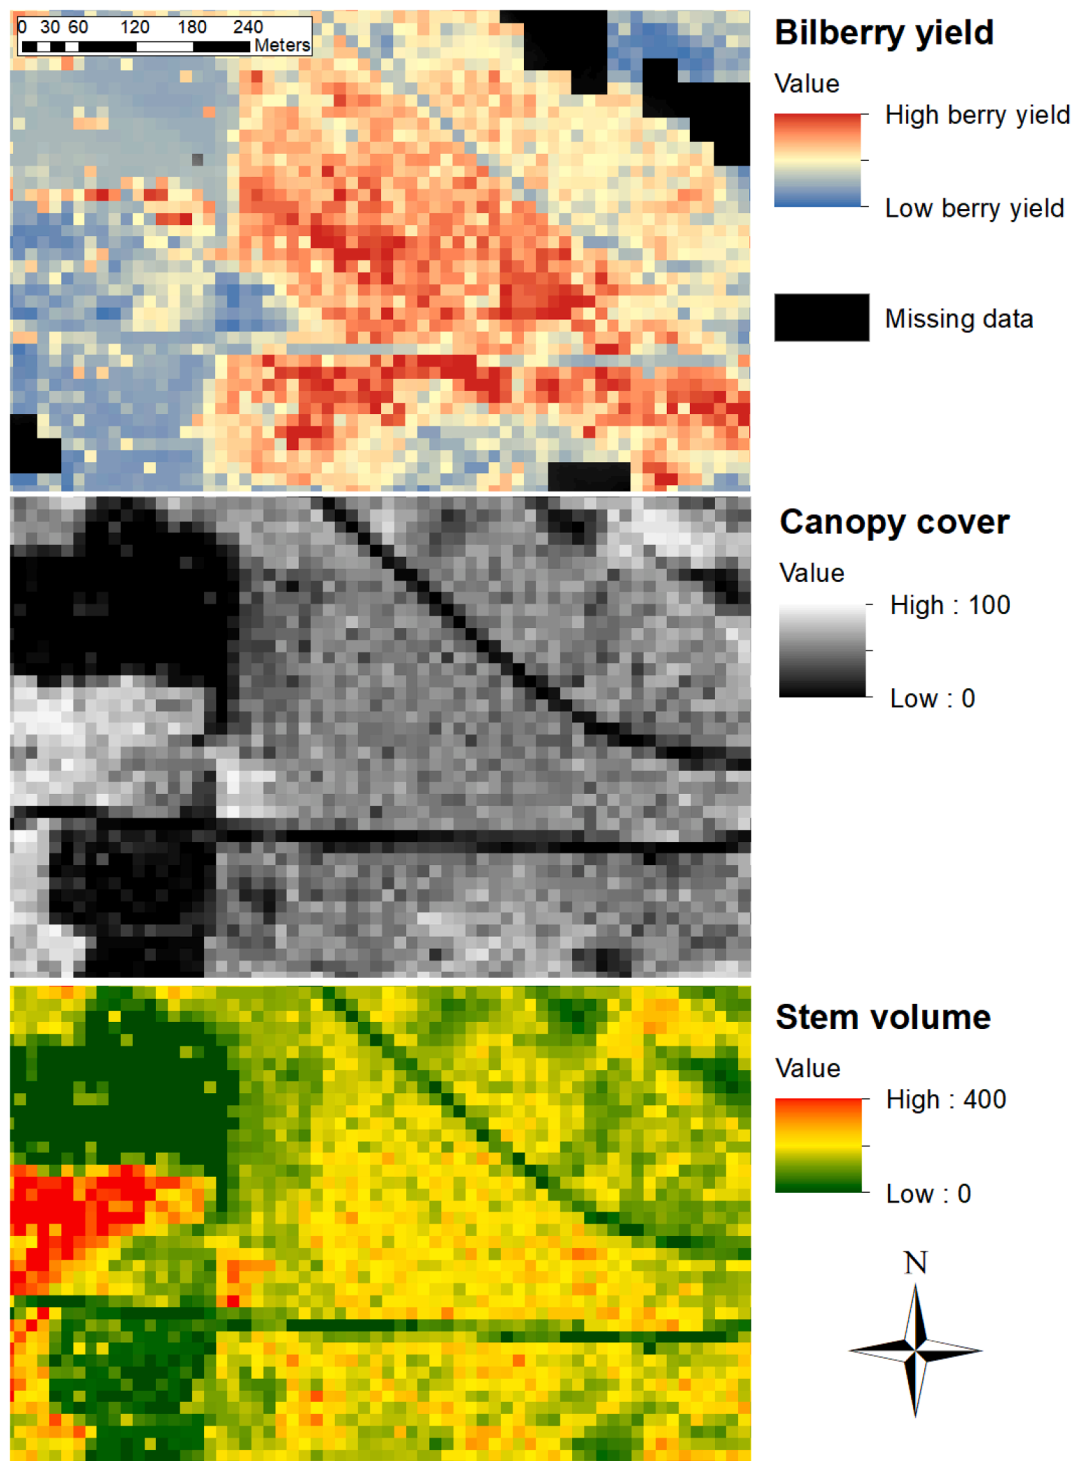 0 30 60 120 180 240
Meters
Bilberry yield
Value
High berry yield
Low berry yield
Missing data
Canopy cover
Value
High : 100
Low : 0
Stem volume
Value
High : 400
Low : 0
N